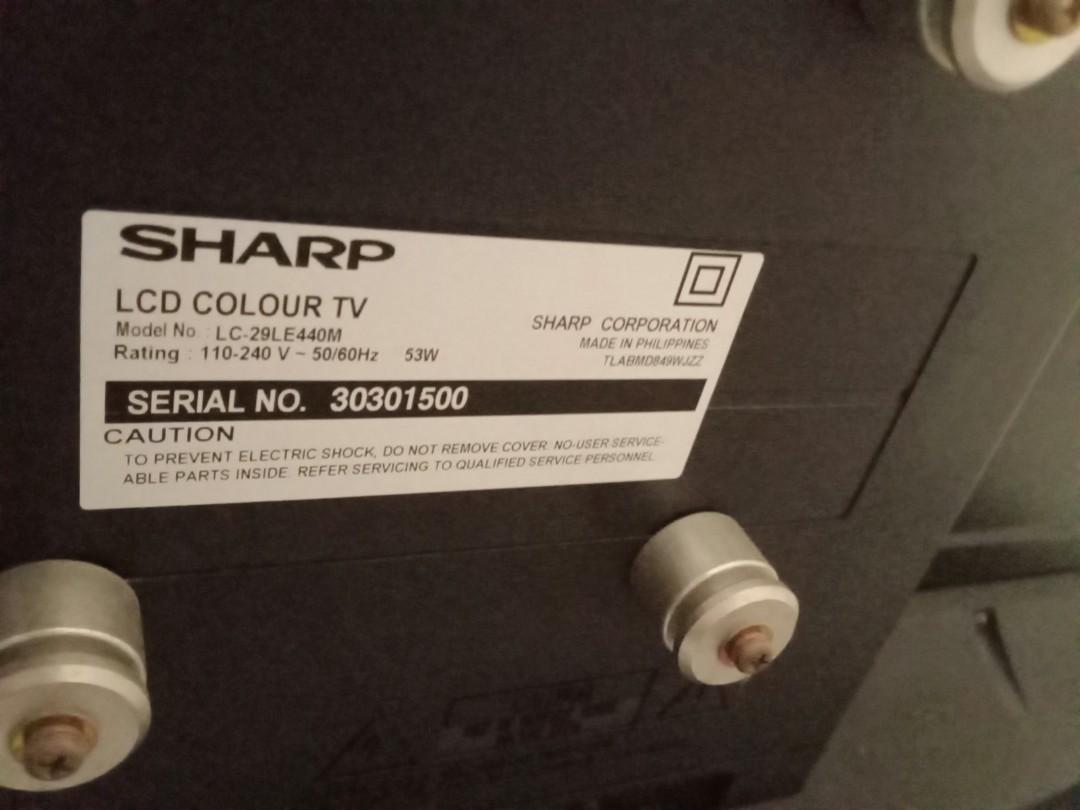 SHARP
LCD COLOUR TV
Model No. : LC-29LE440M
Rating : 110-240 V ~ 50/60Hz 53W
SHARP CORPORATION
MADE IN PHILIPPINES
TLABMD849WJZZ
SERIAL NO. 30301500
CAUTION
TO PREVENT ELECTRIC SHOCK, DO NOT REMOVE COVER. NO-USER SERVICE-
ABLE PARTS INSIDE. REFER SERVICING TO QUALIFIED SERVICE PERSONNEL.